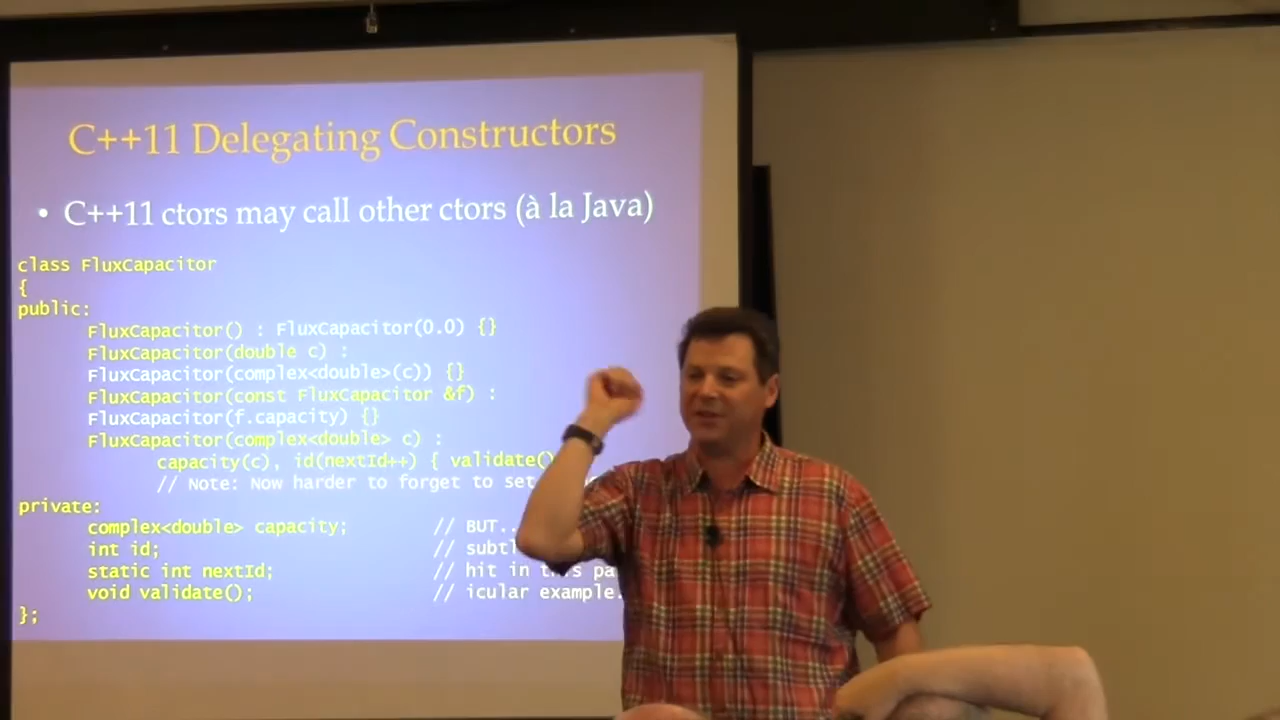 C++11 Delegating Constructors
• C++11 ctors may call other ctors (à la Java)
class FluxCapacitor
{
public:
FluxCapacitor() : FluxCapacitor(0.0) {}
FluxCapacitor(double c) :
FluxCapacitor(complex<double>(c)) {}
FluxCapacitor(const FluxCapacitor &f) :
FluxCapacitor(f.capacity) {}
FluxCapacitor(complex<double> c) :
capacity(c), id(nextId++) { validate()
// Note: Now harder to forget to set
private:
complex<double> capacity; // BUT..
int id; //
static int nextId; // hit in
void validate(); // icular example.
};